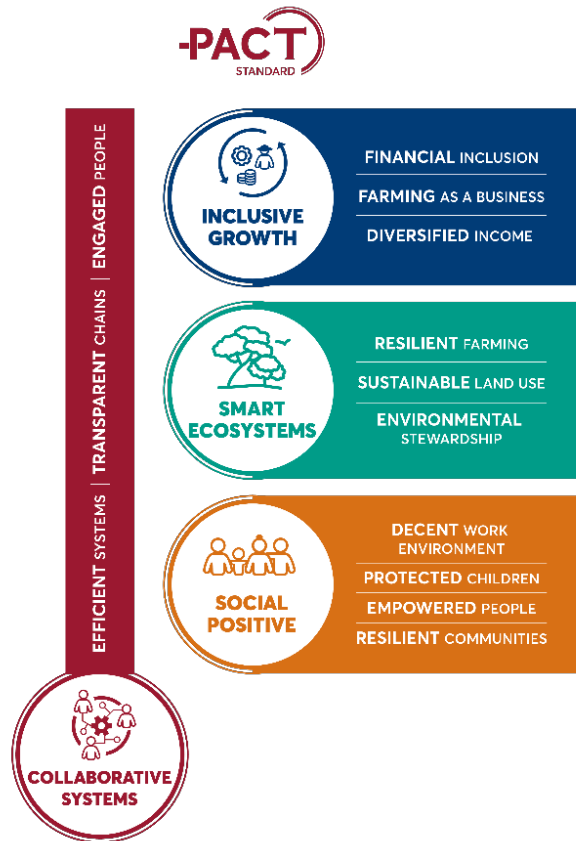 -PACT
STANDARD
INCLUSIVE
GROWTH
FINANCIAL INCLUSION
FARMING AS A BUSINESS
DIVERSIFIED INCOME
SMART
ECOSYSTEMS
RESILIENT FARMING
SUSTAINABLE LAND USE
ENVIRONMENTAL
STEWARDSHIP
SOCIAL
POSITIVE
DECENT WORK
ENVIRONMENT
PROTECTED CHILDREN
EMPOWERED PEOPLE
RESILIENT COMMUNITIES
EFFICIENT SYSTEMS | TRANSPARENT CHAINS | ENGAGED PEOPLE
COLLABORATIVE
SYSTEMS